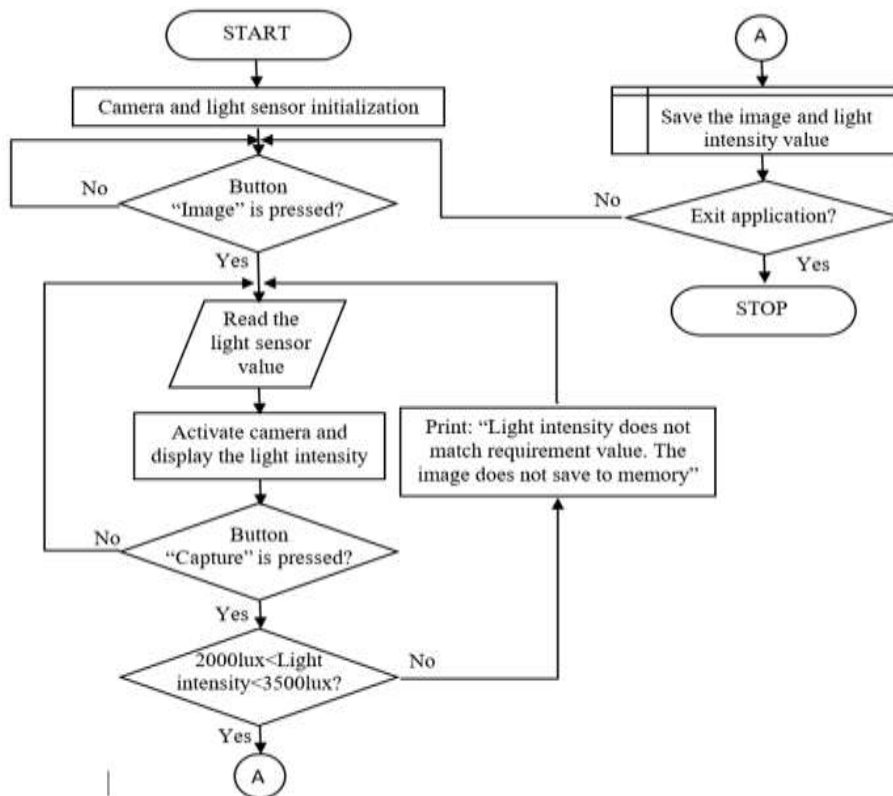 START
Camera and light sensor initialization
No
Button
“Image” is pressed?
Yes
Read the
light sensor
value
Activate camera and
display the light intensity
No
Button
“Capture” is pressed?
Yes
2000lux<Light
intensity<3500lux?
No
Yes
A
Print: “Light intensity does not
match requirement value. The
image does not save to memory”
A
Save the image and light
intensity value
No
Exit application?
Yes
STOP